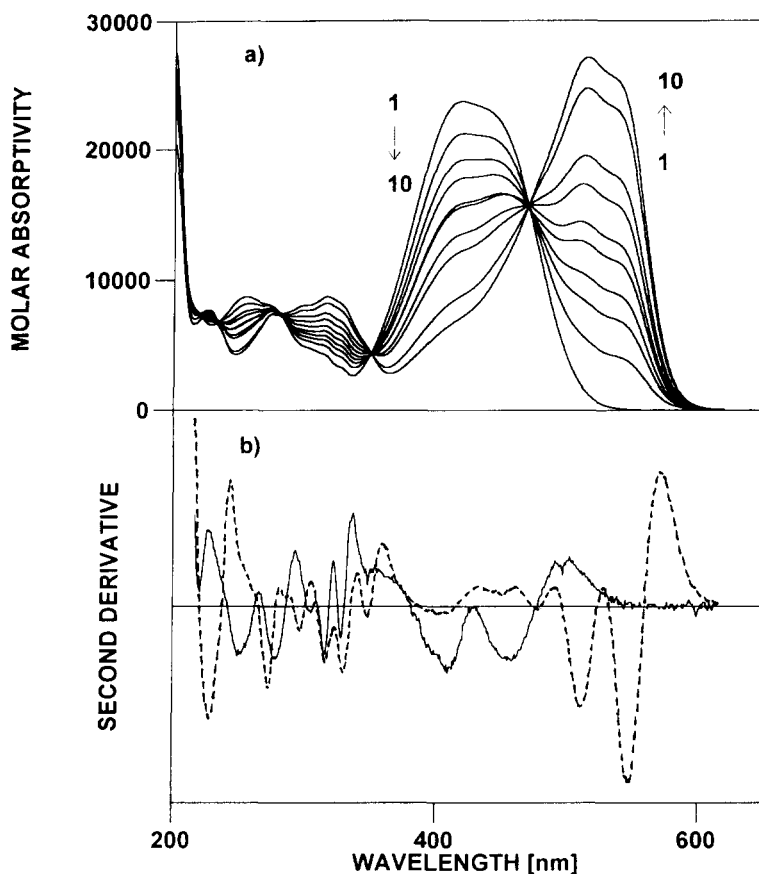 30000
a)
1
10
20000
10
1
10000
0
MOLAR ABSORPTIVITY
b)
SECOND DERIVATIVE
200
400
600
WAVELENGTH [nm]